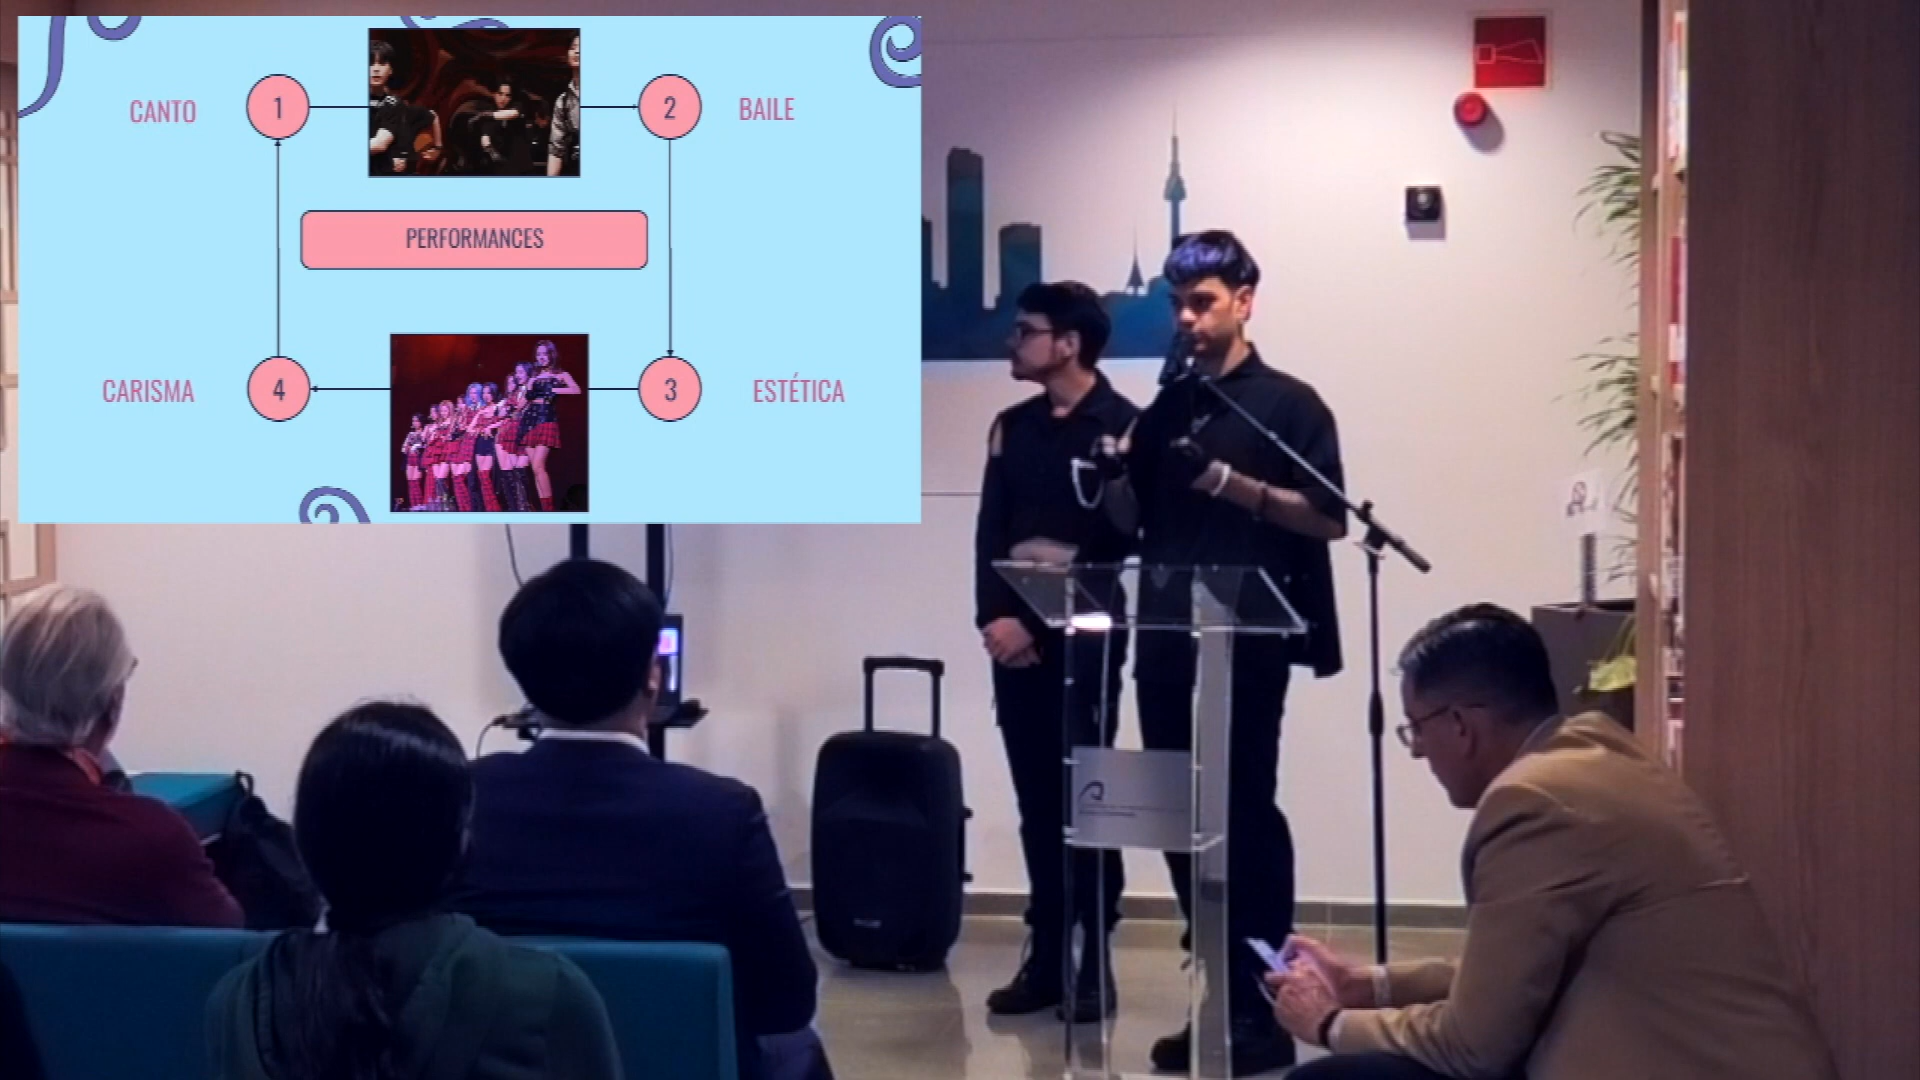 CANTO
1
2
BAILE
PERFORMANCES
CARISMA
4
3
ESTÉTICA